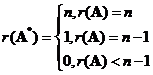 r(A*) = { n, r(A) = n
1, r(A) = n−1
0, r(A) < n−1